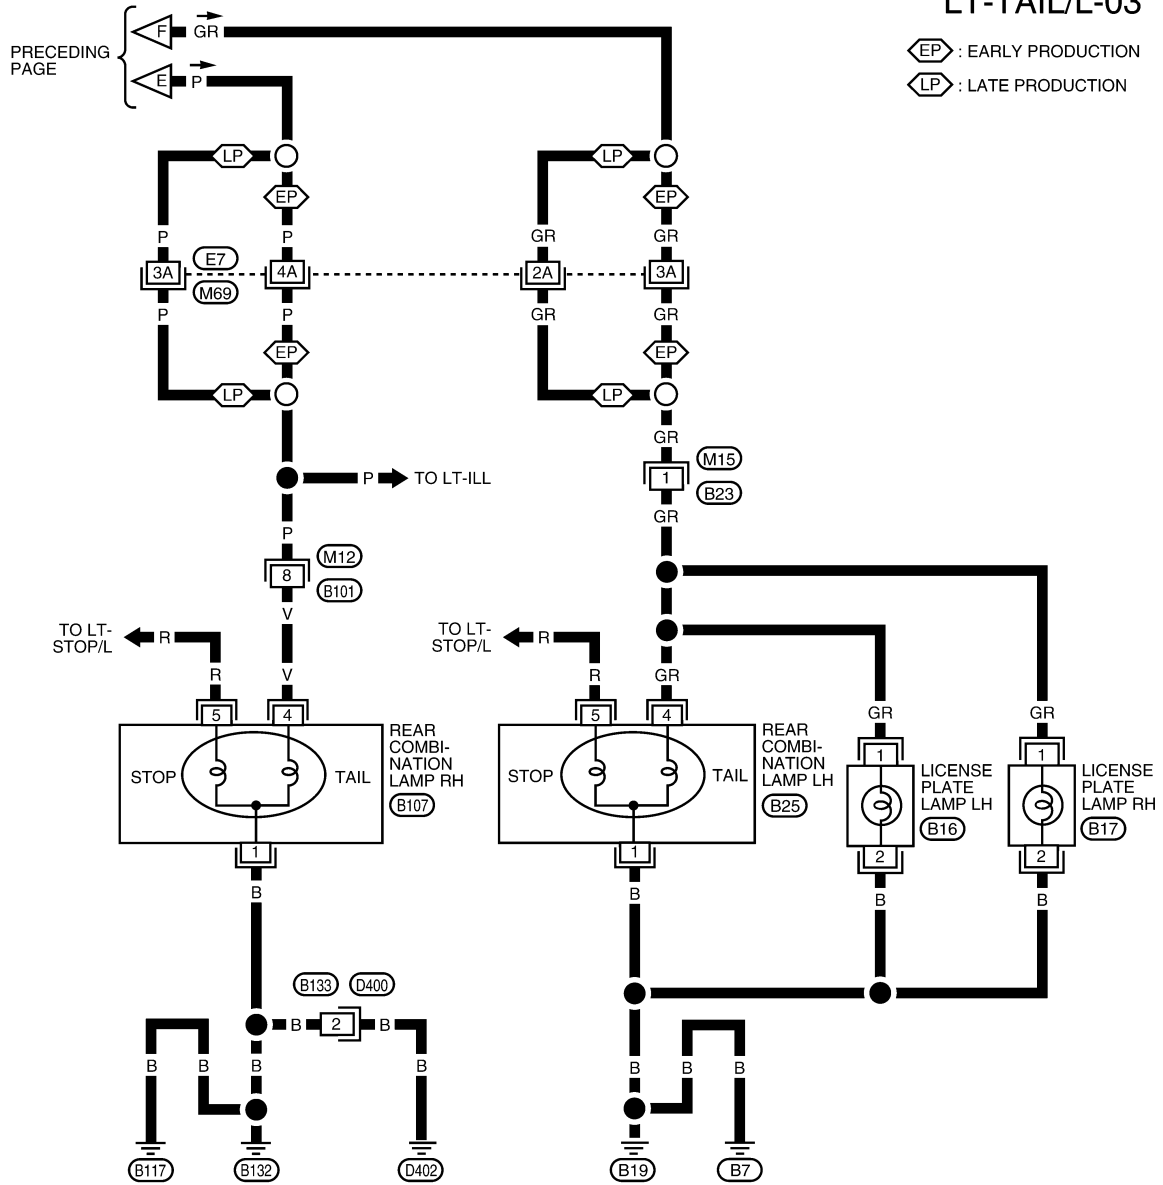 LT-TAIL/L-03
PRECEDING
PAGE
F
GR
E
P
EP : EARLY PRODUCTION
LP : LATE PRODUCTION
LP
LP
EP
EP
P
P
GR
GR
3A
E7
M69
4A
2A
3A
P
P
GR
GR
EP
EP
LP
LP
GR
M15
1
B23
GR
P
TO LT-ILL
P
M12
8
B101
V
TO LT-
STOP/L
R
R
V
TO LT-
STOP/L
R
R
GR
GR
GR
5
4
5
4
1
1
STOP
TAIL
REAR
COMBI-
NATION
LAMP RH
B107
STOP
TAIL
REAR
COMBI-
NATION
LAMP LH
B25
LICENSE
PLATE
LAMP LH
B16
LICENSE
PLATE
LAMP RH
B17
1
1
2
2
B
B
B
B
B133
D400
B
2
B
B
B
B
B
B
B
B
B117
B132
D402
B19
B7